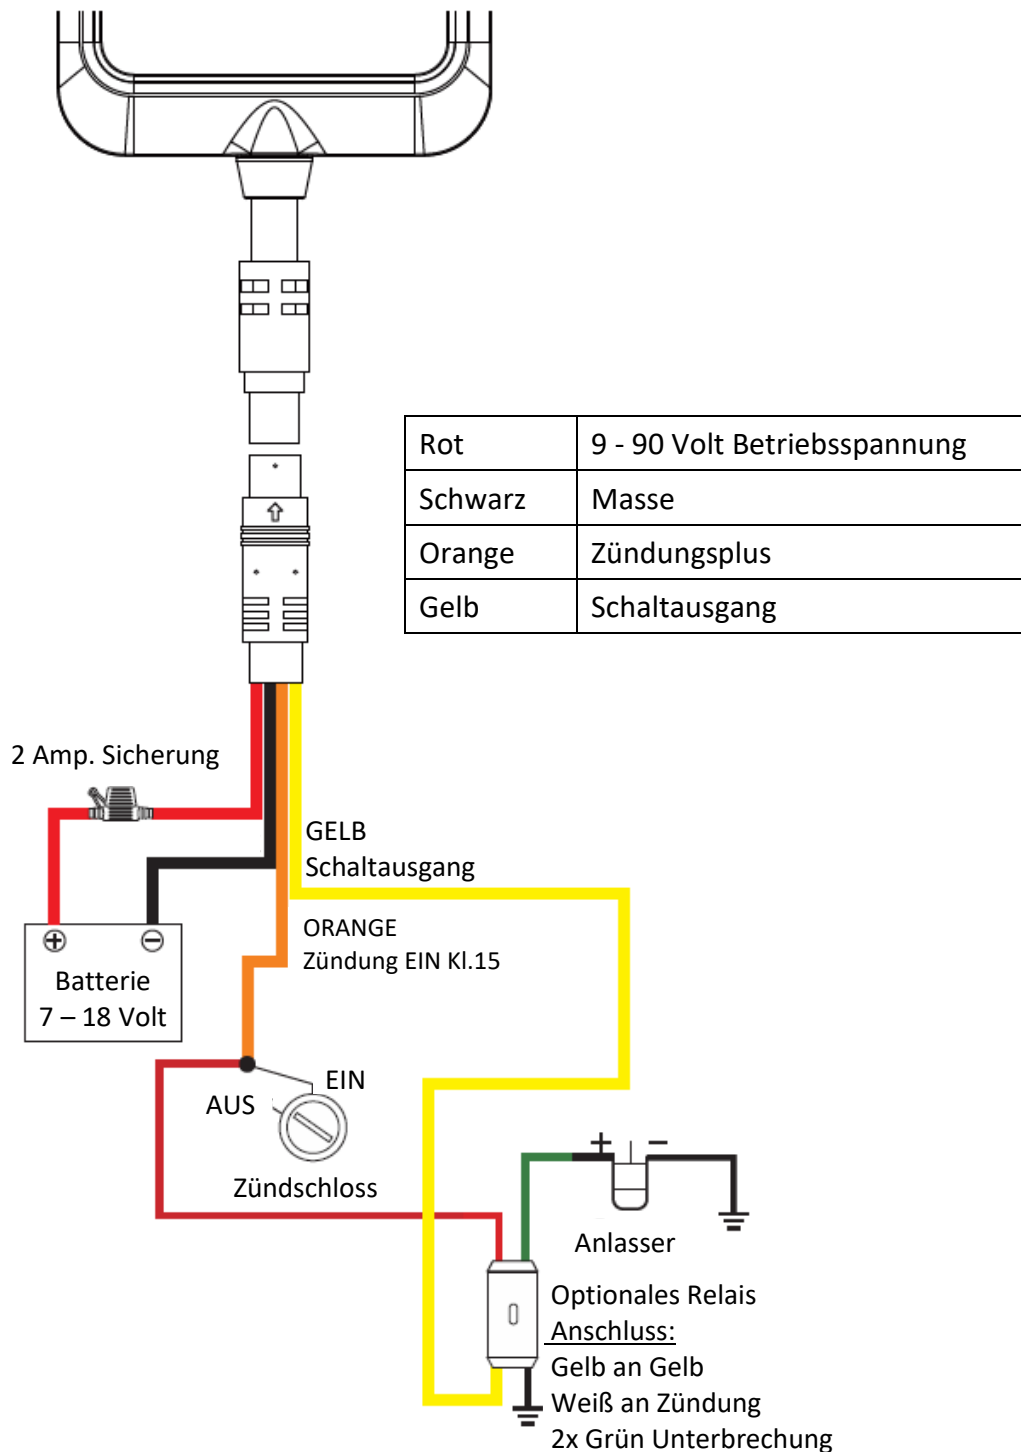 Rot 9 - 90 Volt Betriebsspannung
Schwarz Masse
Orange Zündungsplus
Gelb Schaltausgang
2 Amp. Sicherung
GELB
Schaltausgang
ORANGE
Zündung EIN Kl.15
+ −
Batterie
7 – 18 Volt
EIN
AUS
Zündschloss
+ −
Anlasser
Optionales Relais
Anschluss:
Gelb an Gelb
Weiß an Zündung
2x Grün Unterbrechung